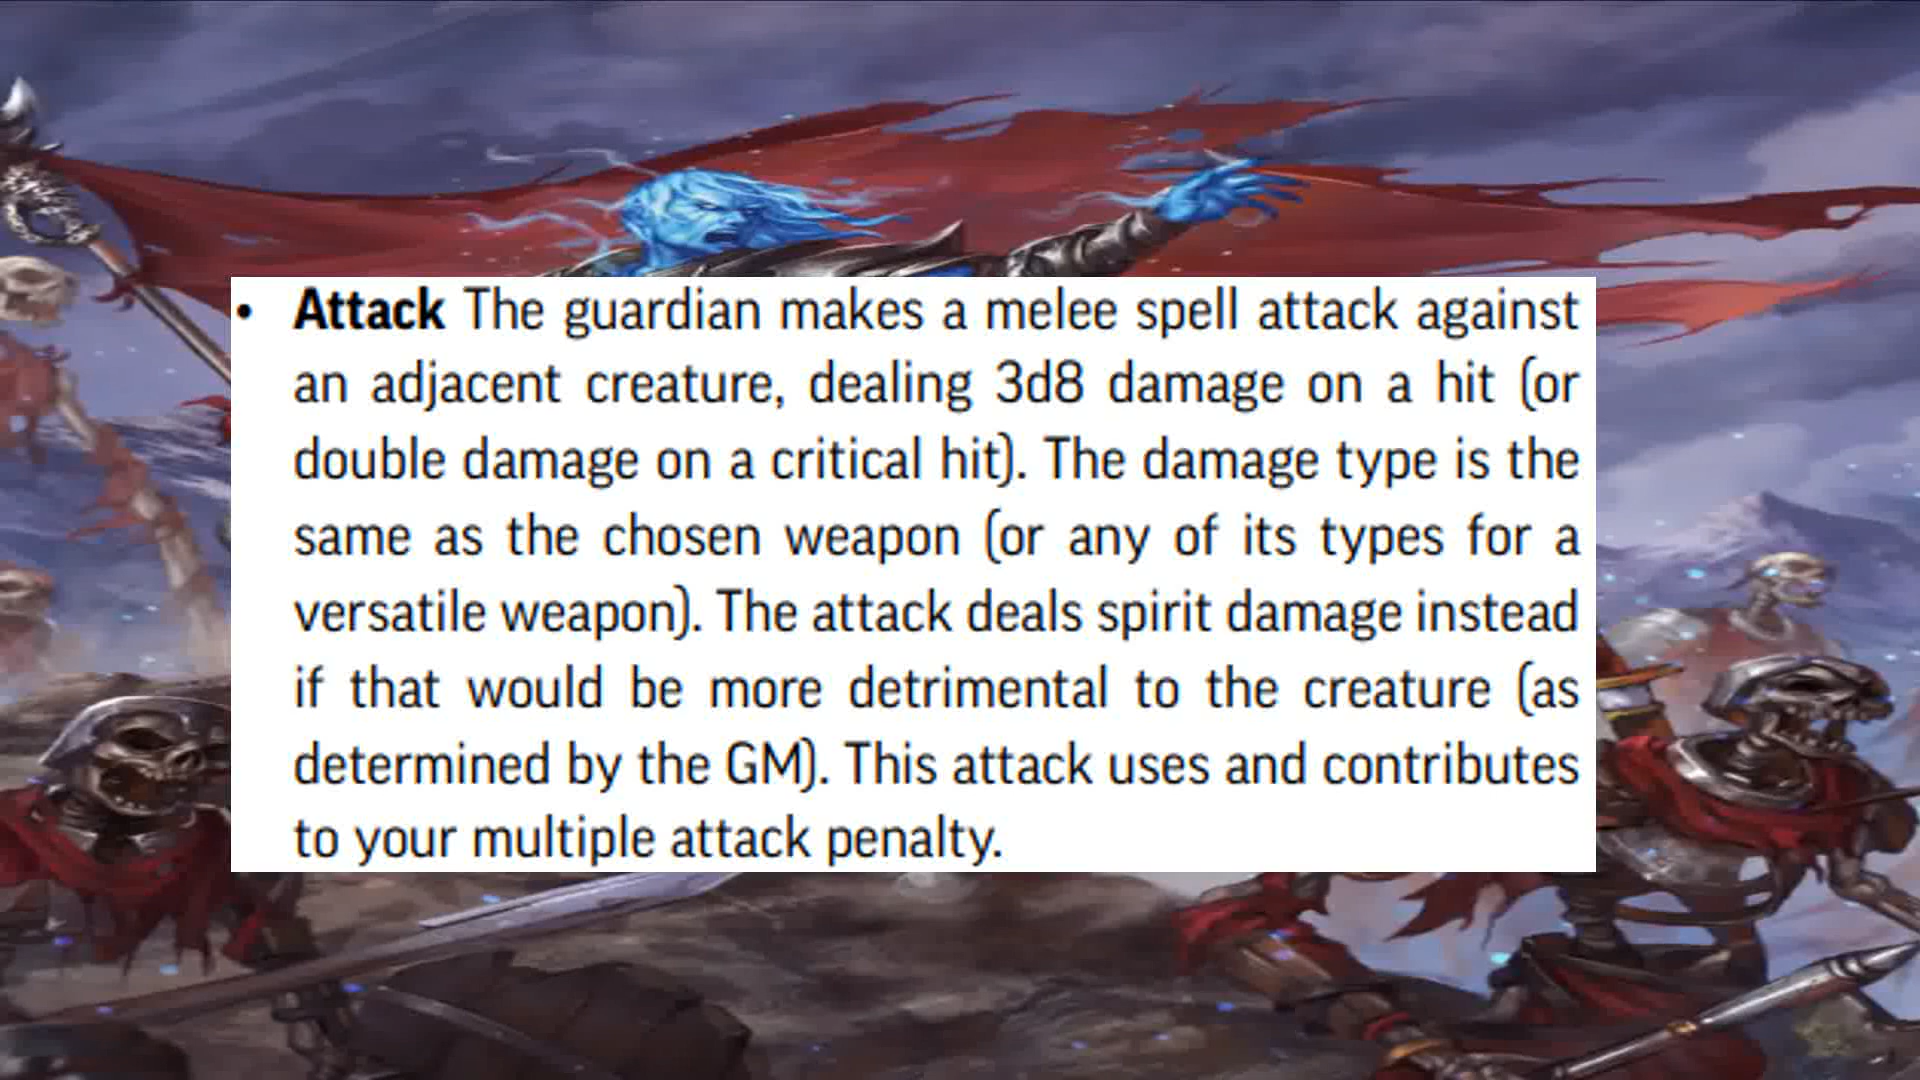 • Attack The guardian makes a melee spell attack against
an adjacent creature, dealing 3d8 damage on a hit (or
double damage on a critical hit). The damage type is the
same as the chosen weapon (or any of its types for a
versatile weapon). The attack deals spirit damage instead
if that would be more detrimental to the creature (as
determined by the GM). This attack uses and contributes
to your multiple attack penalty.